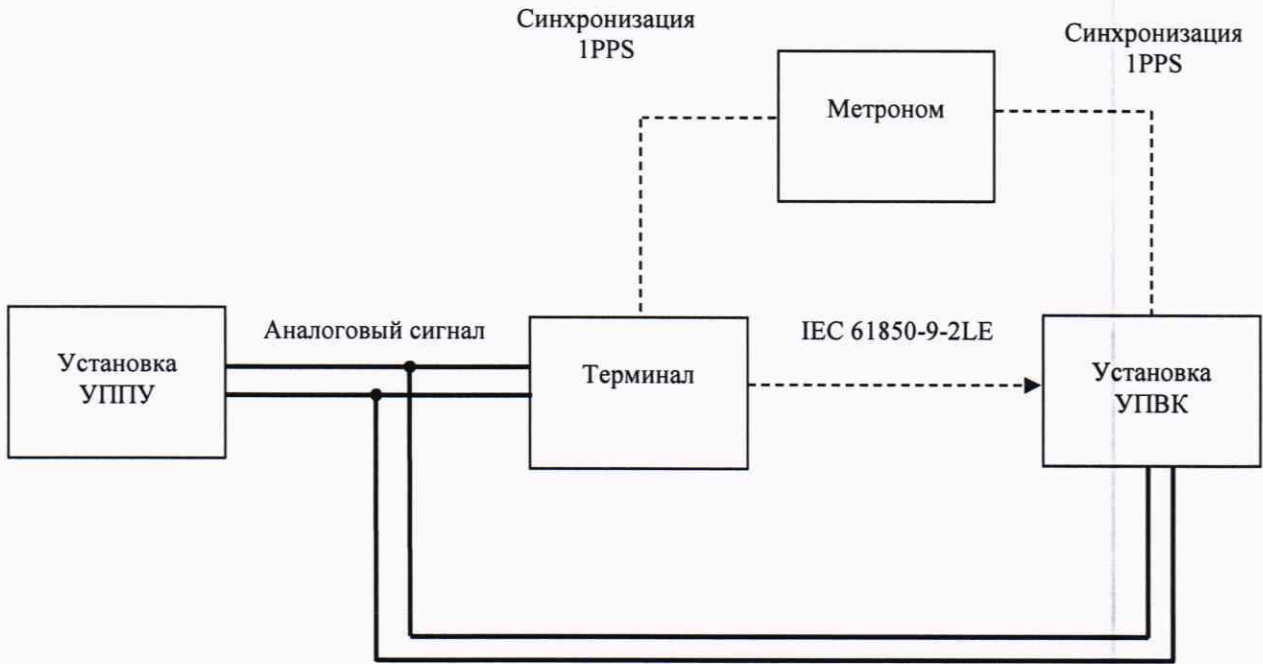 Синхронизация
1PPS
Синхронизация
1PPS
Метроном
Установка
УППУ
Аналоговый сигнал
Терминал
IEC 61850-9-2LE
Установка
УПВК